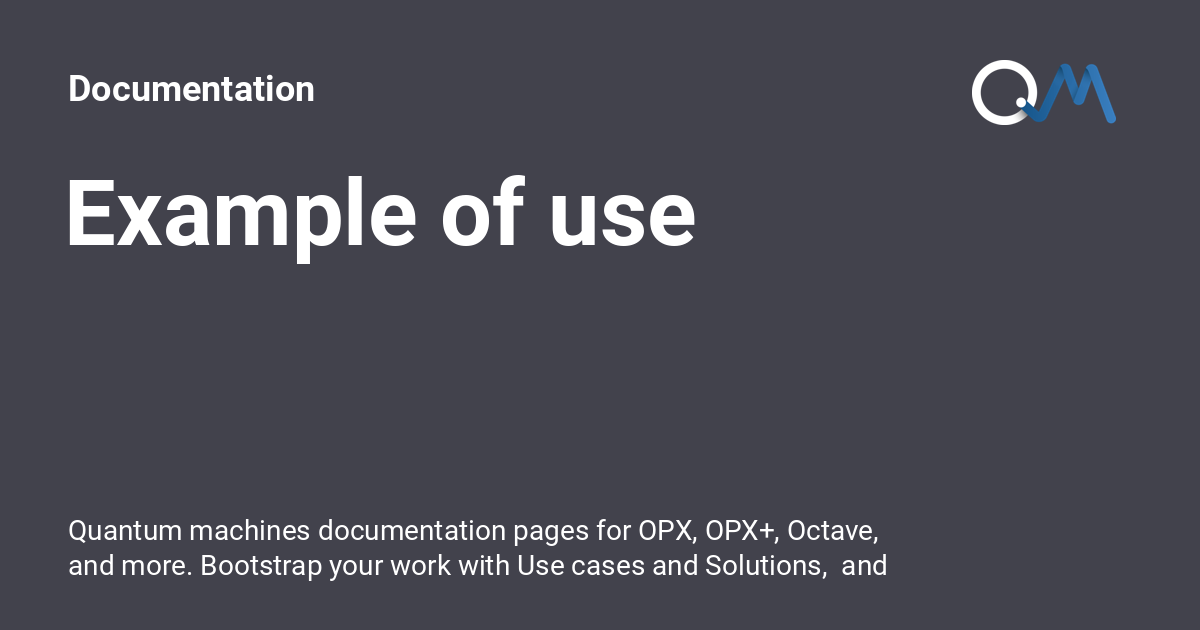 Documentation
QM
Example of use
Quantum machines documentation pages for OPX, OPX+, Octave,
and more. Bootstrap your work with Use cases and Solutions,  and